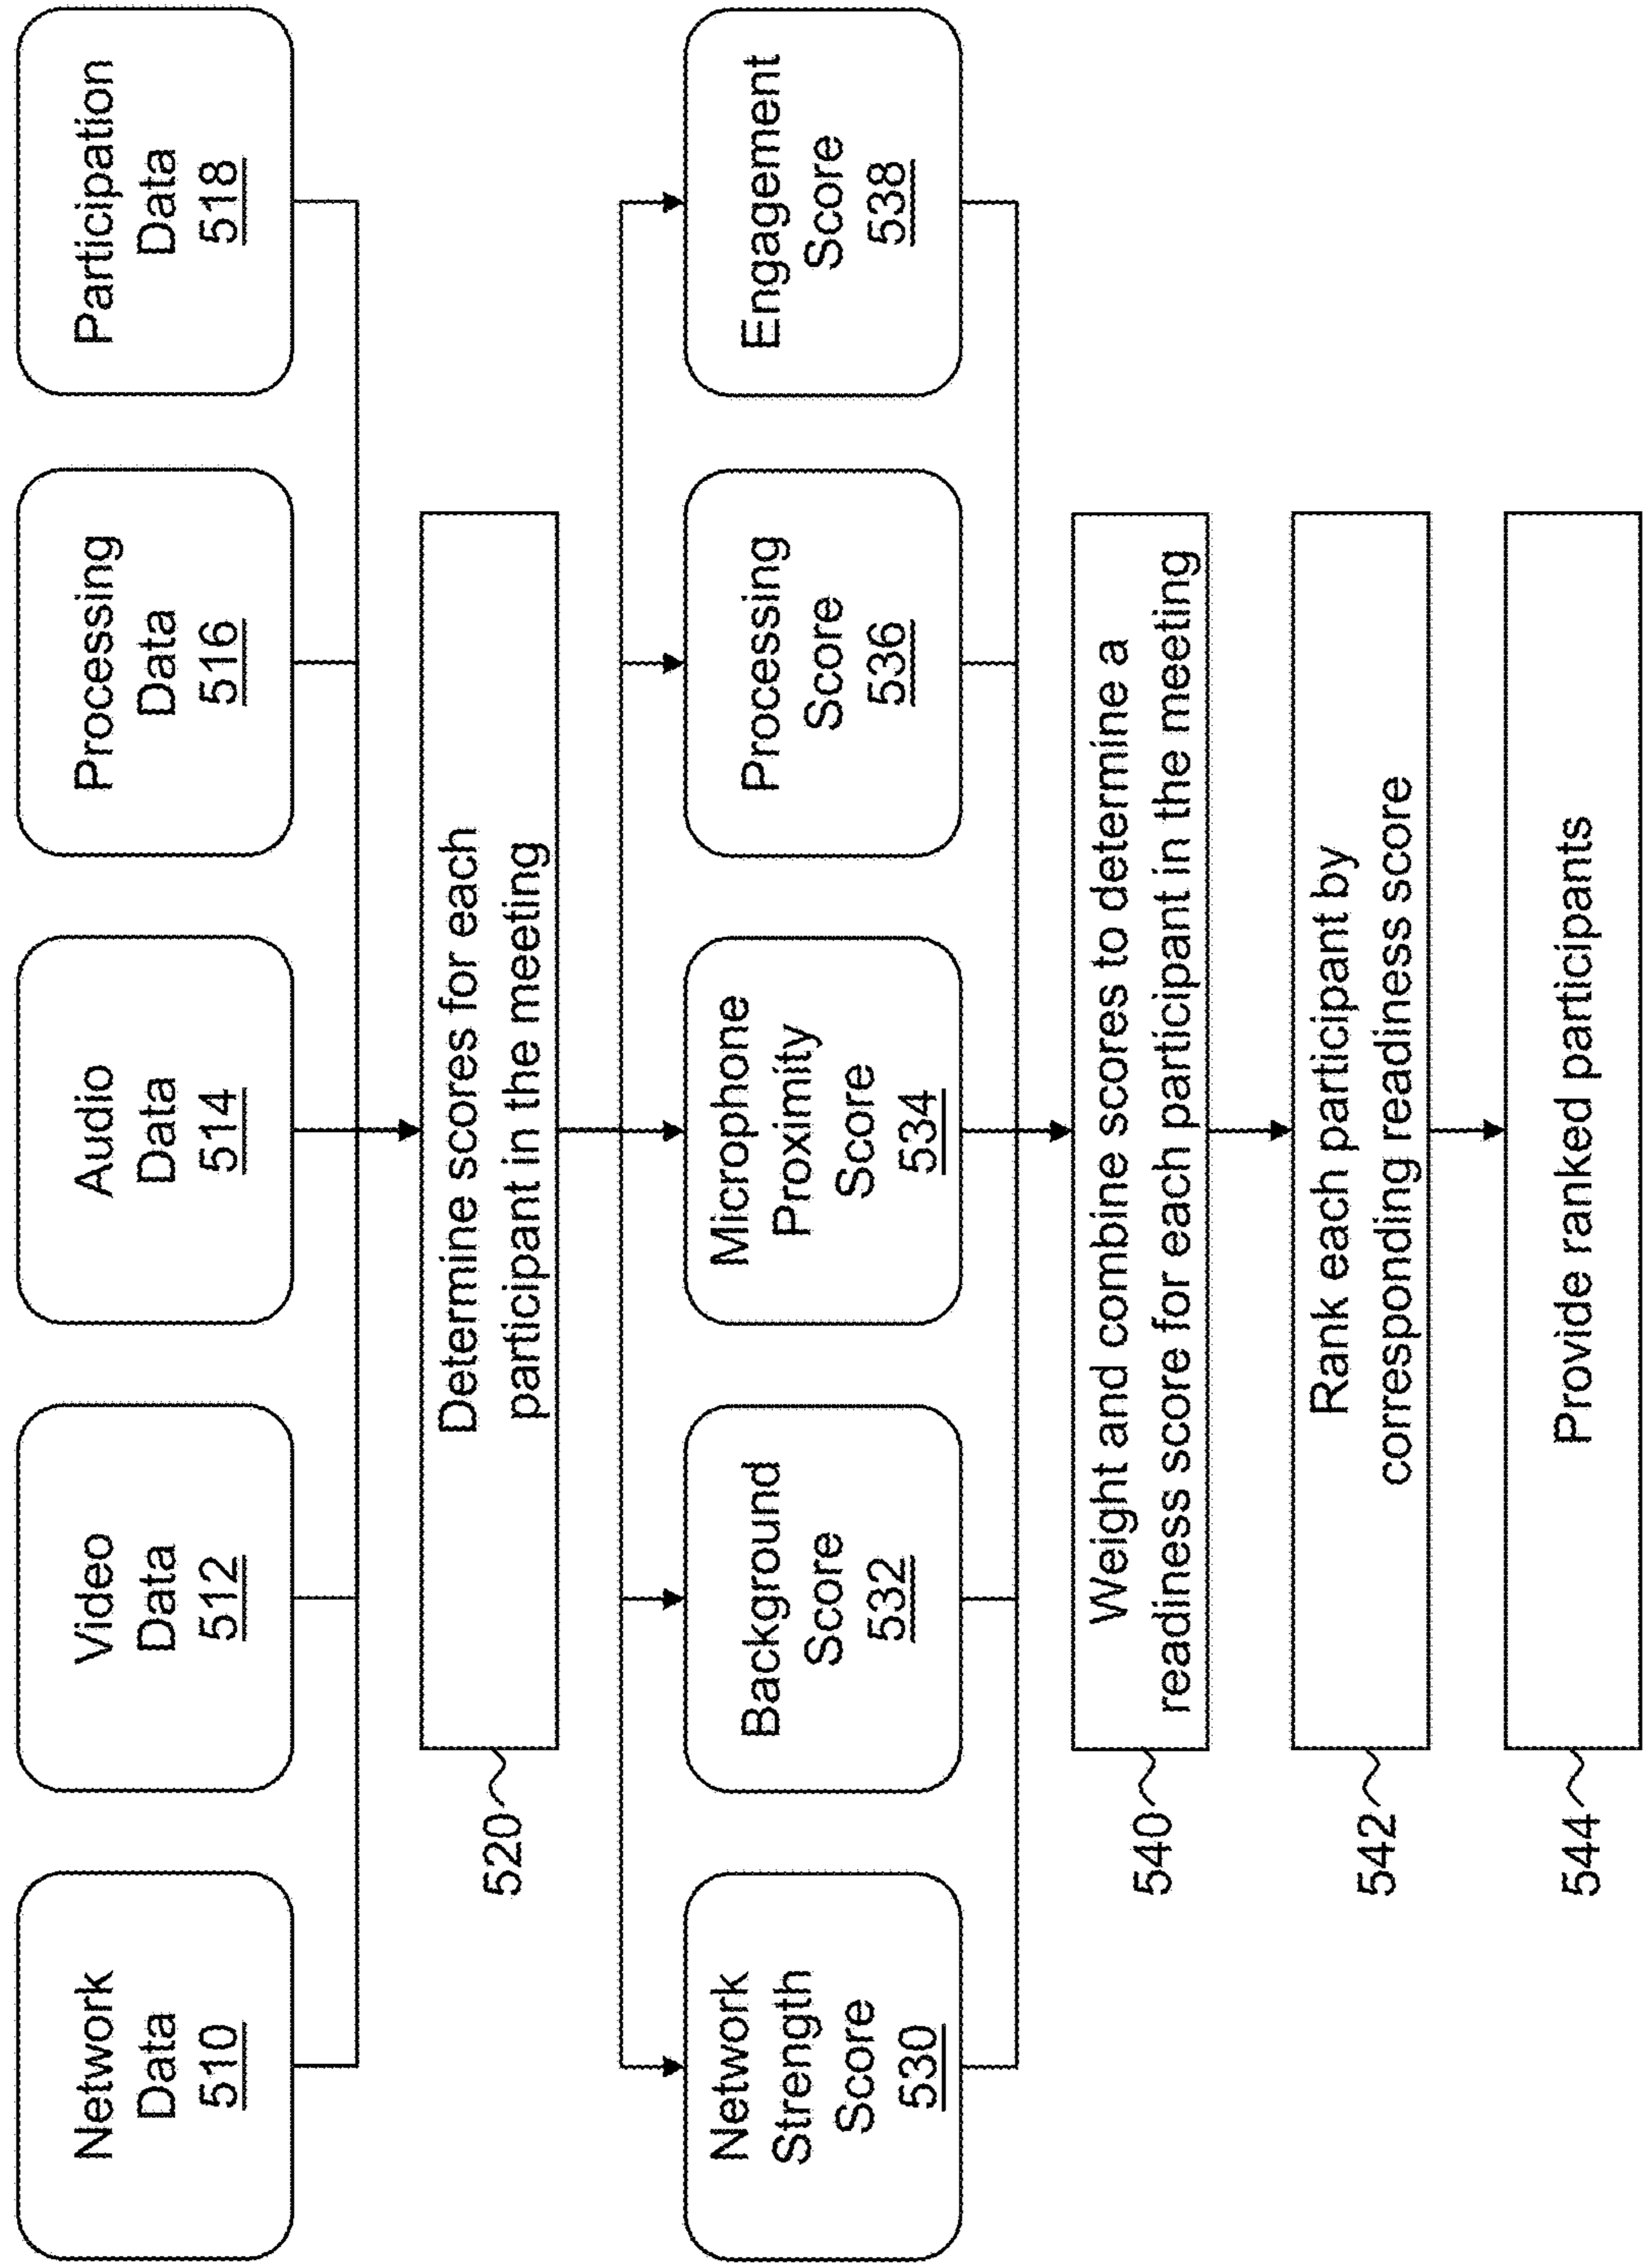 Network
Data
510
Video
Data
512
Audio
Data
514
Processing
Data
516
Participation
Data
518
520
Determine scores for each
participant in the meeting
Network
Strength
Score
530
Background
Score
532
Microphone
Proximity
Score
534
Processing
Score
536
Engagement
Score
538
540
Weight and combine scores to determine a
readiness score for each participant in the meeting
542
Rank each participant by
corresponding readiness score
544
Provide ranked participants